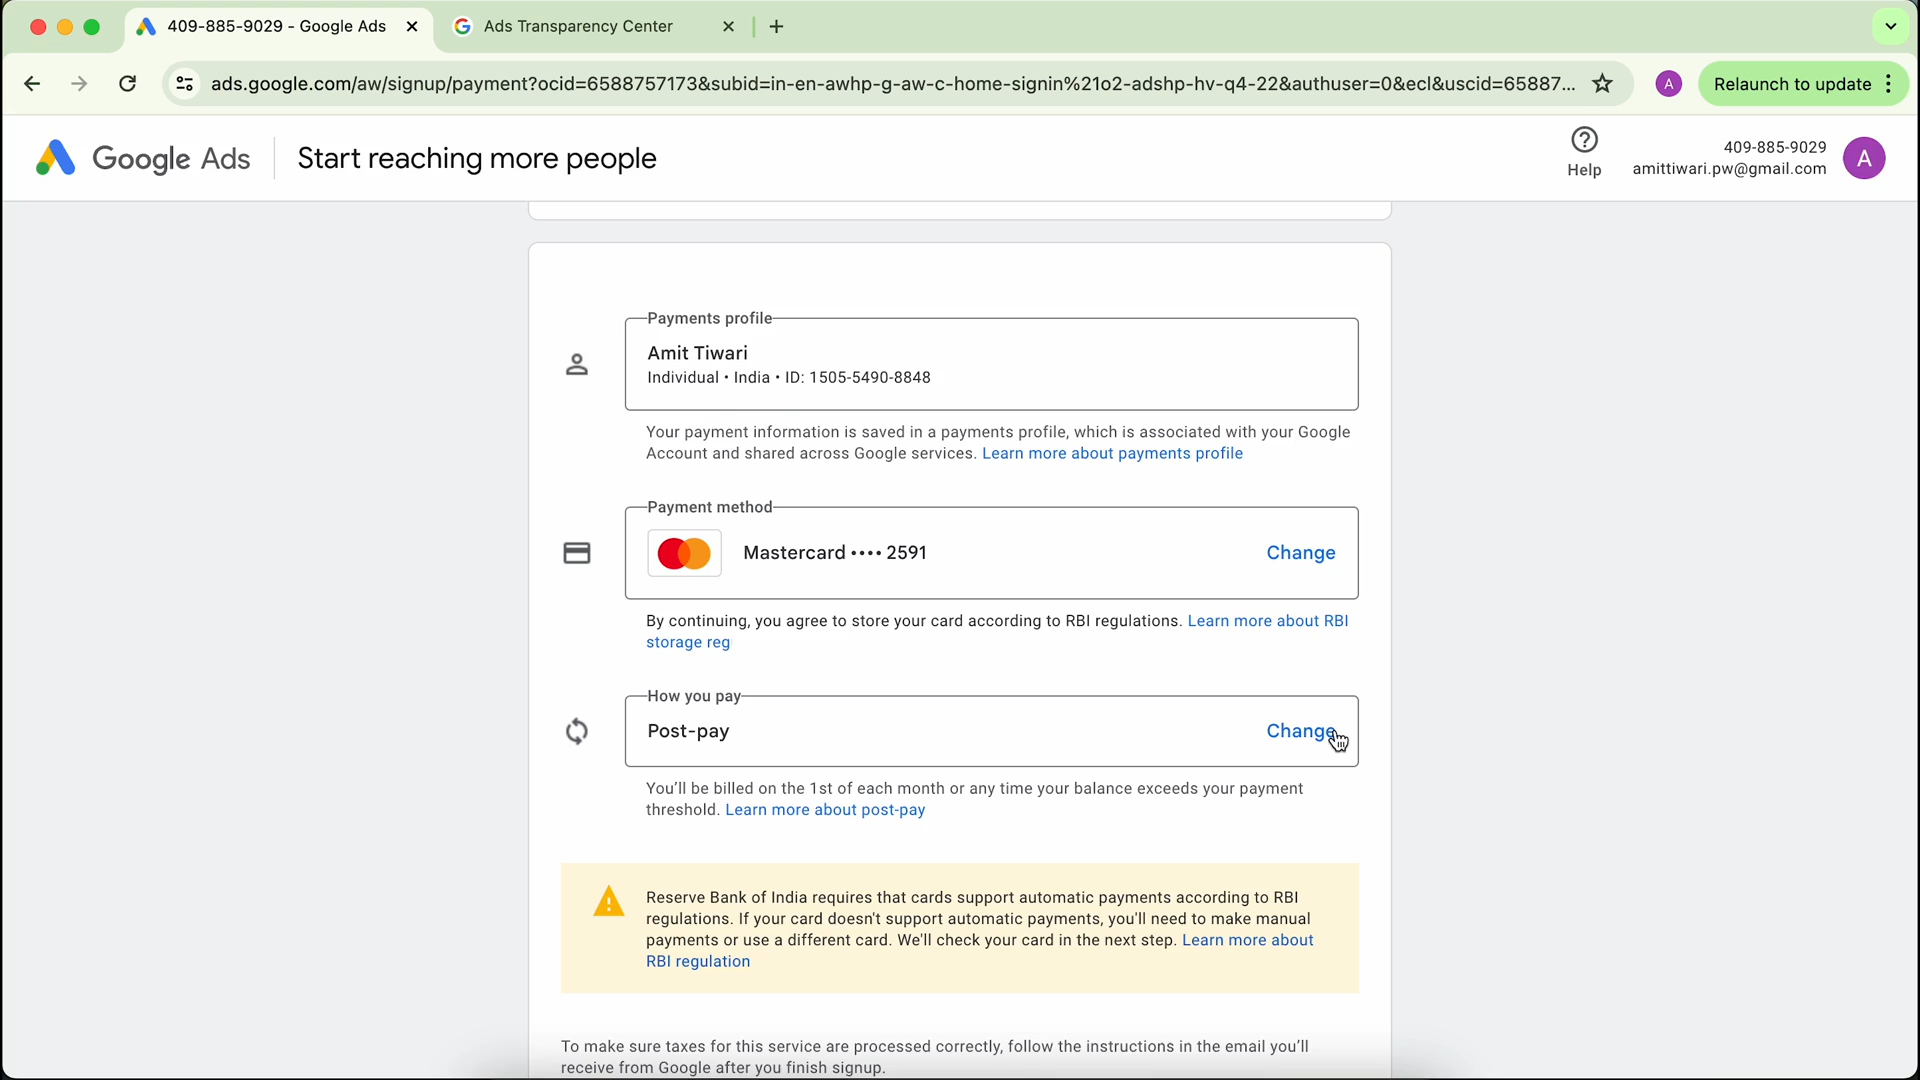 409-885-9029 - Google Ads
Ads Transparency Center
ads.google.com/aw/signup/payment?ocid=6588757173&subid=in-en-awhp-g-aw-c-home-signin%21o2-adshp-hv-q4-22&authuser=0&ecl&uscid=65887...
A
Relaunch to update
Google Ads
Start reaching more people
Help
409-885-9029
amittiwari.pw@gmail.com
A
Payments profile
Amit Tiwari
Individual • India • ID: 1505-5490-8848
Your payment information is saved in a payments profile, which is associated with your Google
Account and shared across Google services. Learn more about payments profile
Payment method
Mastercard •••• 2591
Change
By continuing, you agree to store your card according to RBI regulations. Learn more about RBI
storage reg
How you pay
Post-pay
Change
You'll be billed on the 1st of each month or any time your balance exceeds your payment
threshold. Learn more about post-pay
Reserve Bank of India requires that cards support automatic payments according to RBI
regulations. If your card doesn't support automatic payments, you'll need to make manual
payments or use a different card. We'll check your card in the next step. Learn more about
RBI regulation
To make sure taxes for this service are processed correctly, follow the instructions in the email you'll
receive from Google after you finish signup.